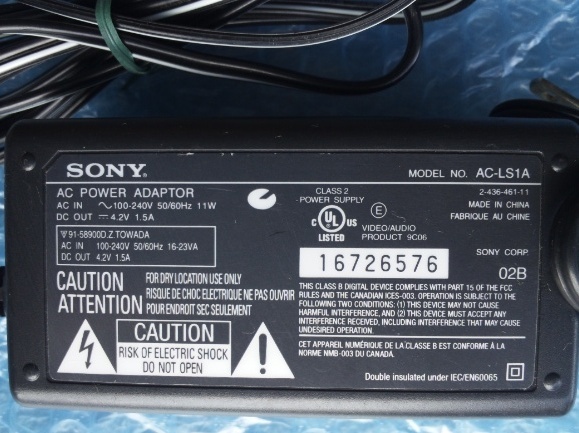 SONY.
MODEL NO. AC-LS1A
AC POWER ADAPTOR
AC IN ~100-240V 50/60Hz 11W
DC OUT ⎓4.2V 1.5A
▽91-58900D.Z TOWADA
AC IN 100-240V 50/60Hz 16-23VA
DC OUT 4.2V 1.5A
CLASS 2
POWER SUPPLY
C UL US
LISTED
E
VIDEO/AUDIO
PRODUCT 9C06
2-436-461-11
MADE IN CHINA
FABRIQUE AU CHINE
SONY CORP.
16726576
02B
CAUTION FOR DRY LOCATION USE ONLY
ATTENTION RISQUE DE CHOC ELECTRIQUE NE PAS OUVRIR
POUR ENDROIT SEC SEULEMENT
CAUTION
RISK OF ELECTRIC SHOCK
DO NOT OPEN
THIS CLASS B DIGITAL DEVICE COMPLIES WITH PART 15 OF THE FCC
RULES AND THE CANADIAN ICES-003. OPERATION IS SUBJECT TO THE
FOLLOWING TWO CONDITIONS: (1) THIS DEVICE MAY NOT CAUSE
HARMFUL INTERFERENCE, AND (2) THIS DEVICE MUST ACCEPT ANY
INTERFERENCE RECEIVED, INCLUDING INTERFERENCE THAT MAY CAUSE
UNDESIRED OPERATION.
CET APPAREIL NUMÉRIQUE DE LA CLASSE B EST CONFORME À LA
NORME NMB-003 DU CANADA.
Double insulated under IEC/EN60065